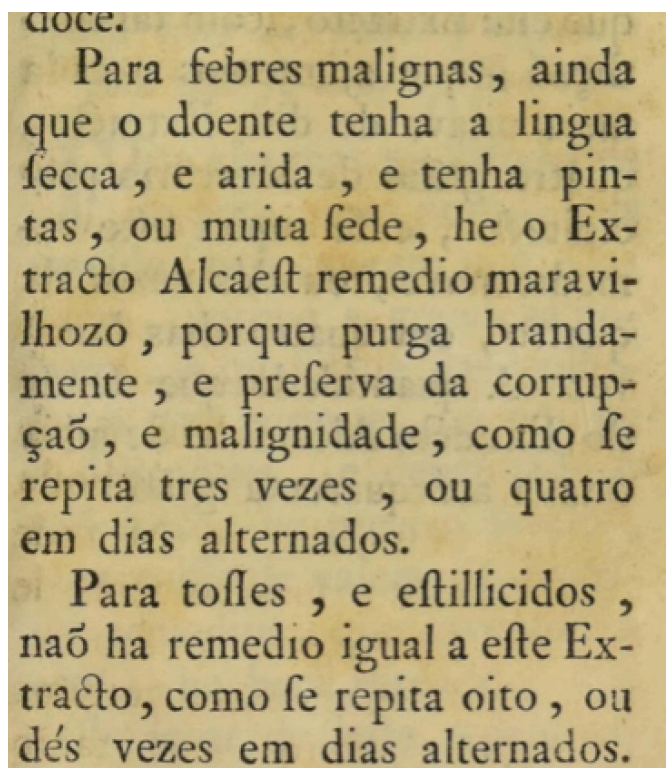 doce.
Para febres malignas, ainda
que o doente tenha a lingua
ſecca, e arida, e tenha pin-
tas, ou muita ſede, he o Ex-
tracto Alcaeſt remedio maravi-
lhozo, porque purga branda-
mente, e preſerva da corrup-
çaõ, e malignidade, como ſe
repita tres vezes, ou quatro
em dias alternados.
Para toſſes, e eſtillicidos,
naõ ha remedio igual a eſte Ex-
tracto, como ſe repita oito, ou
dés vezes em dias alternados.